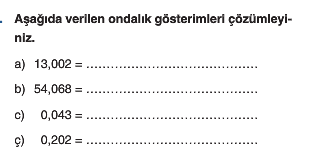 Aşağıda verilen ondalık gösterimleri çözümleyi-
niz.
a) 13,002 = ..........................................
b) 54,068 = ..........................................
c) 0,043 = ..........................................
ç) 0,202 = ..........................................